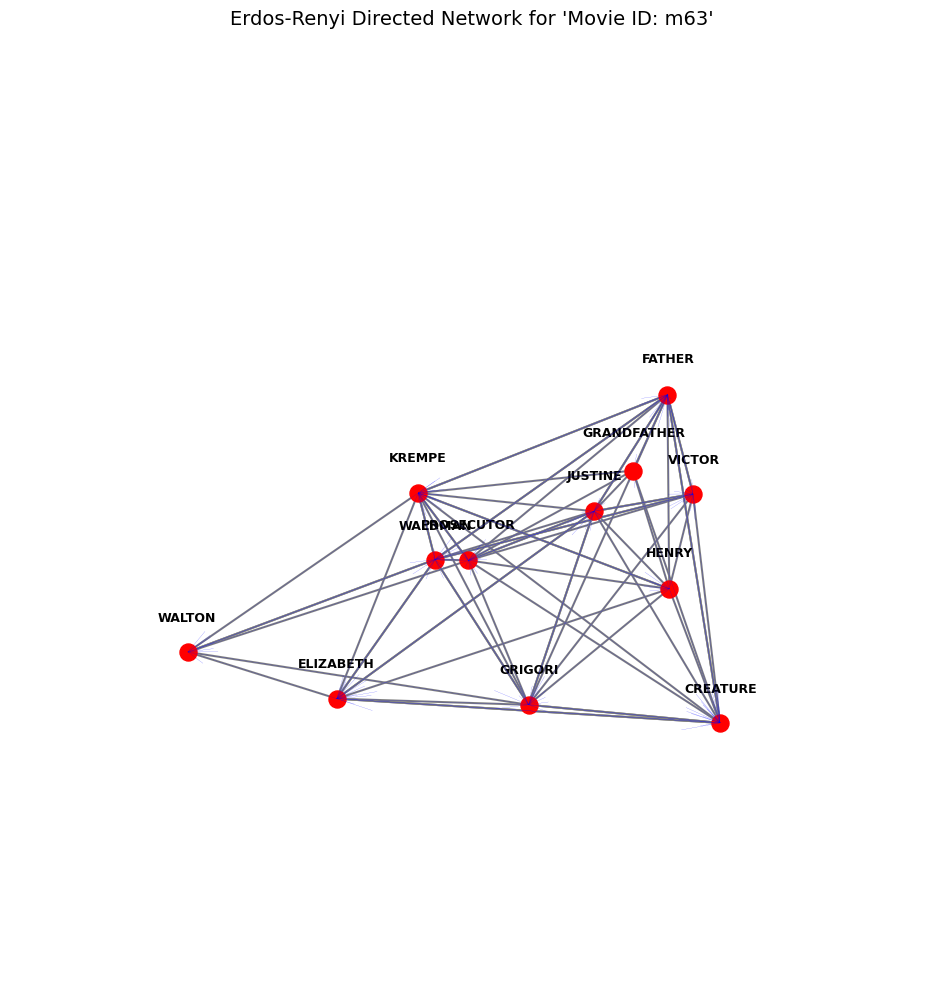 Erdos-Renyi Directed Network for 'Movie ID: m63'
FATHER
GRANDFATHER
KREMPE
VICTOR
JUSTINE
WALDMAN
PROSECUTOR
HENRY
WALTON
ELIZABETH
GRIGORI
CREATURE